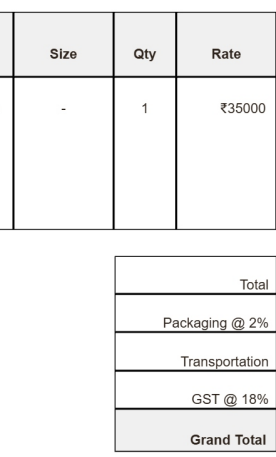 Size Qty Rate
- 1 ₹35000
Total
Packaging @ 2%
Transportation
GST @ 18%
Grand Total